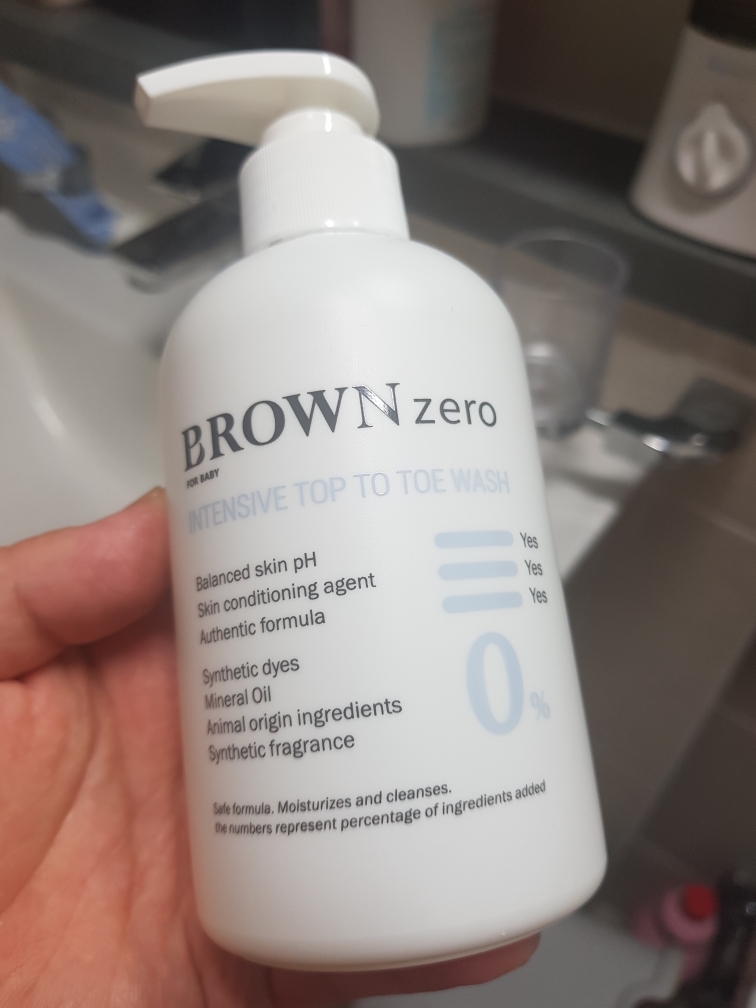 BROWN zero
FOR BABY
INTENSIVE TOP TO TOE WASH
Balanced skin pH Yes
Skin conditioning agent Yes
Authentic formula Yes
Synthetic dyes
Mineral Oil
Animal origin ingredients
Synthetic fragrance
0%
Safe formula. Moisturizes and cleanses.
the numbers represent percentage of ingredients added